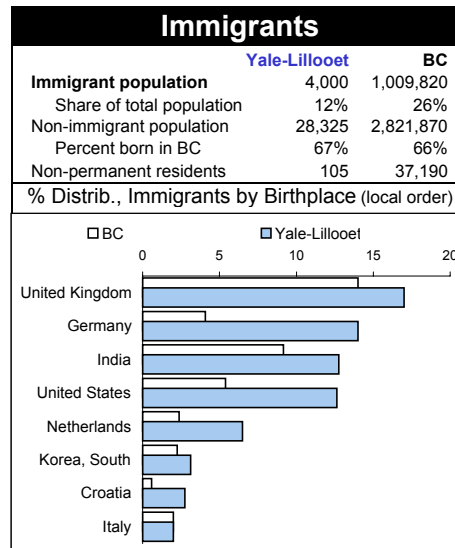 Immigrants
Yale-Lillooet BC
Immigrant population 4,000 1,009,820
Share of total population 12% 26%
Non-immigrant population 28,325 2,821,870
Percent born in BC 67% 66%
Non-permanent residents 105 37,190
% Distrib., Immigrants by Birthplace (local order)
BC Yale-Lillooet
0 5 10 15 20
United Kingdom
Germany
India
United States
Netherlands
Korea, South
Croatia
Italy